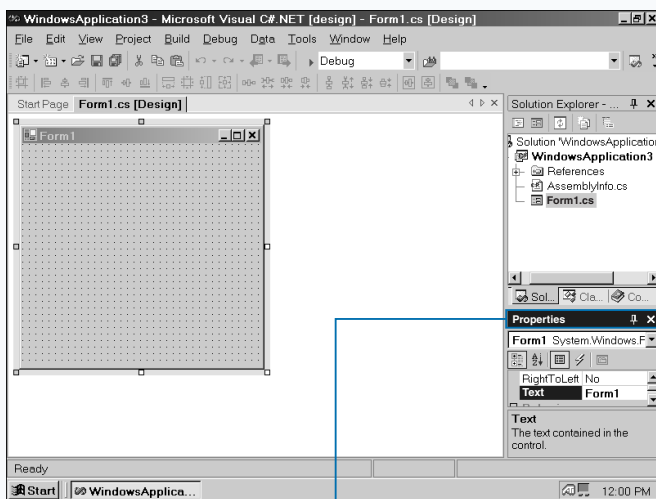 WindowsApplication3 - Microsoft Visual C#.NET [design] - Form1.cs [Design]
File Edit View Project Build Debug Data Tools Window Help
Debug
Start Page Form1.cs [Design]
Form1
Solution Explorer - ...
Solution 'WindowsApplication
WindowsApplication3
References
AssemblyInfo.cs
Form1.cs
Sol... Cla... Co...
Properties
Form1 System.Windows.F
RightToLeft No
Text Form1
Text
The text contained in the
control.
Ready
Start WindowsApplica... 12:00 PM